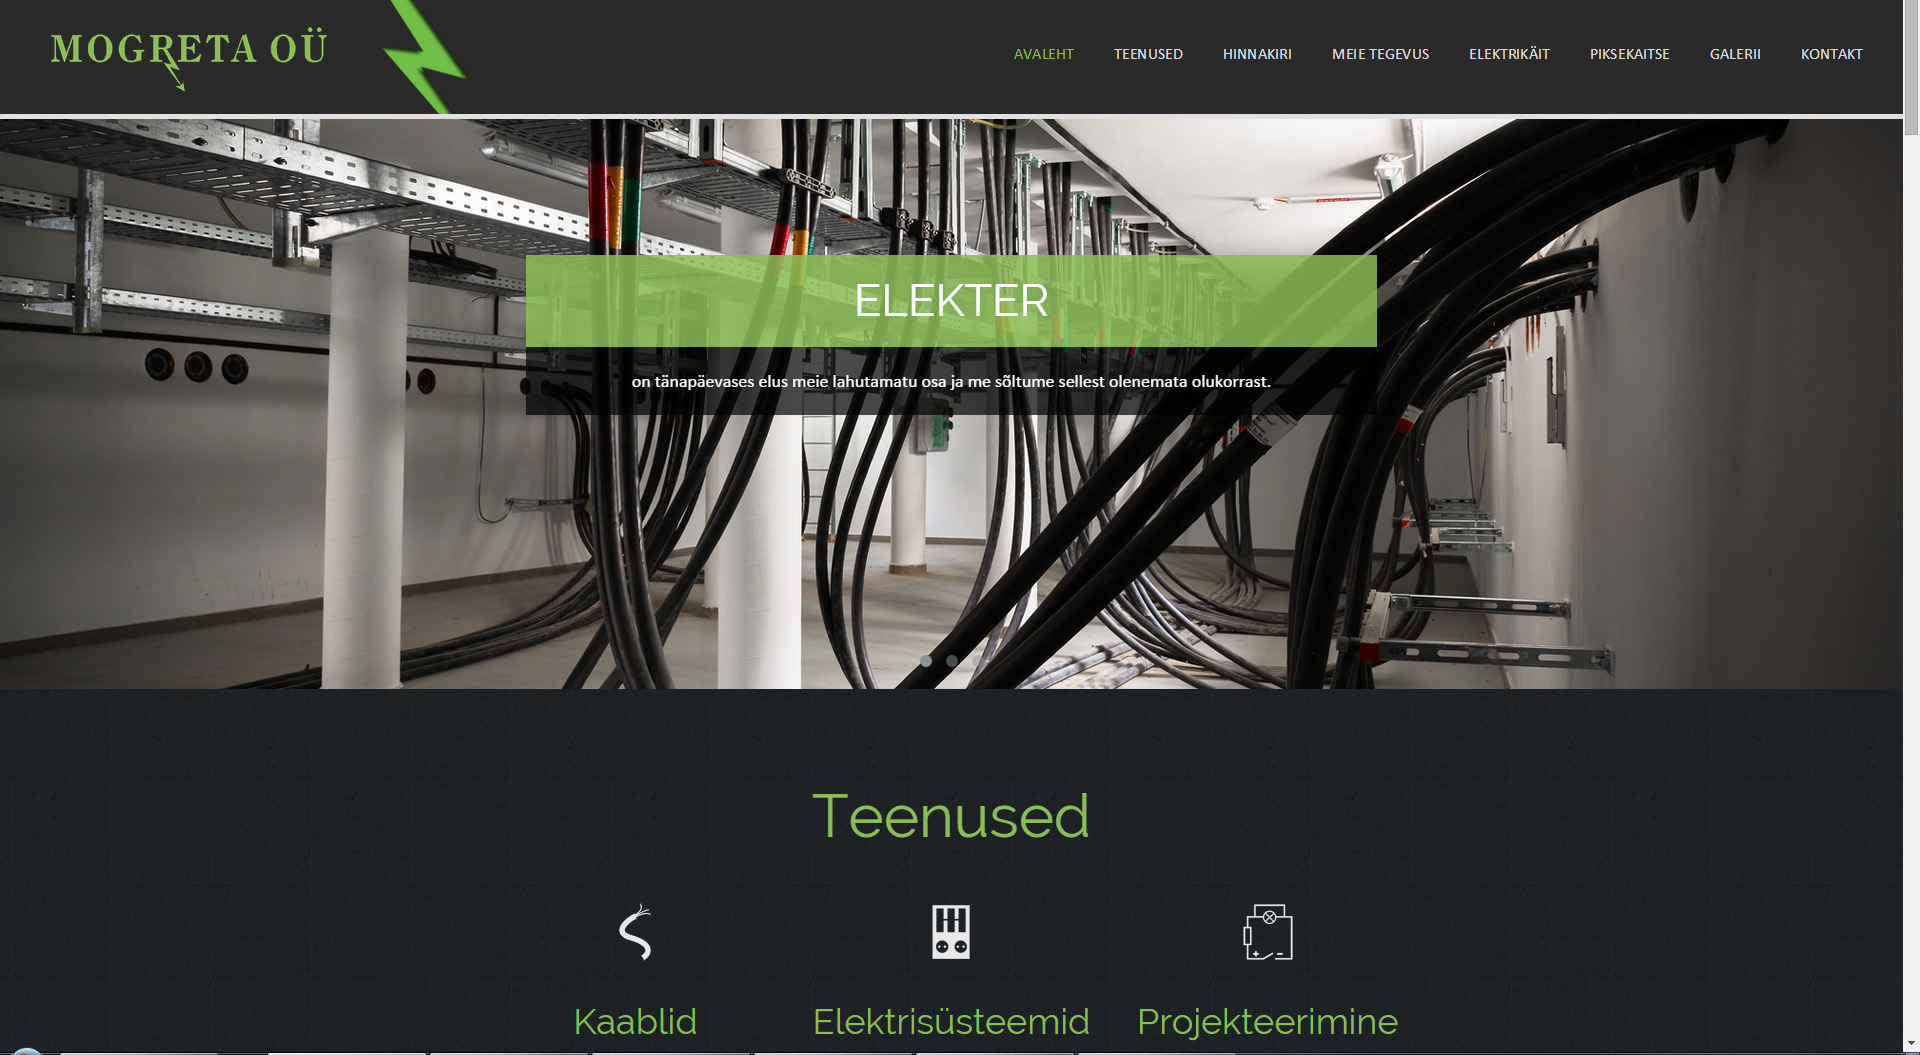 MOGRETA OÜ
AVALEHT
TEENUSED
HINNAKIRI
MEIE TEGEVUS
ELEKTRIKÄIT
PIKSEKAITSE
GALERII
KONTAKT
ELEKTER
on tänapäevases elus meie lahutamatu osa ja me sõltume sellest olenemata olukorrast.
Teenused
Kaablid
Elektrisüsteemid
Projekteerimine